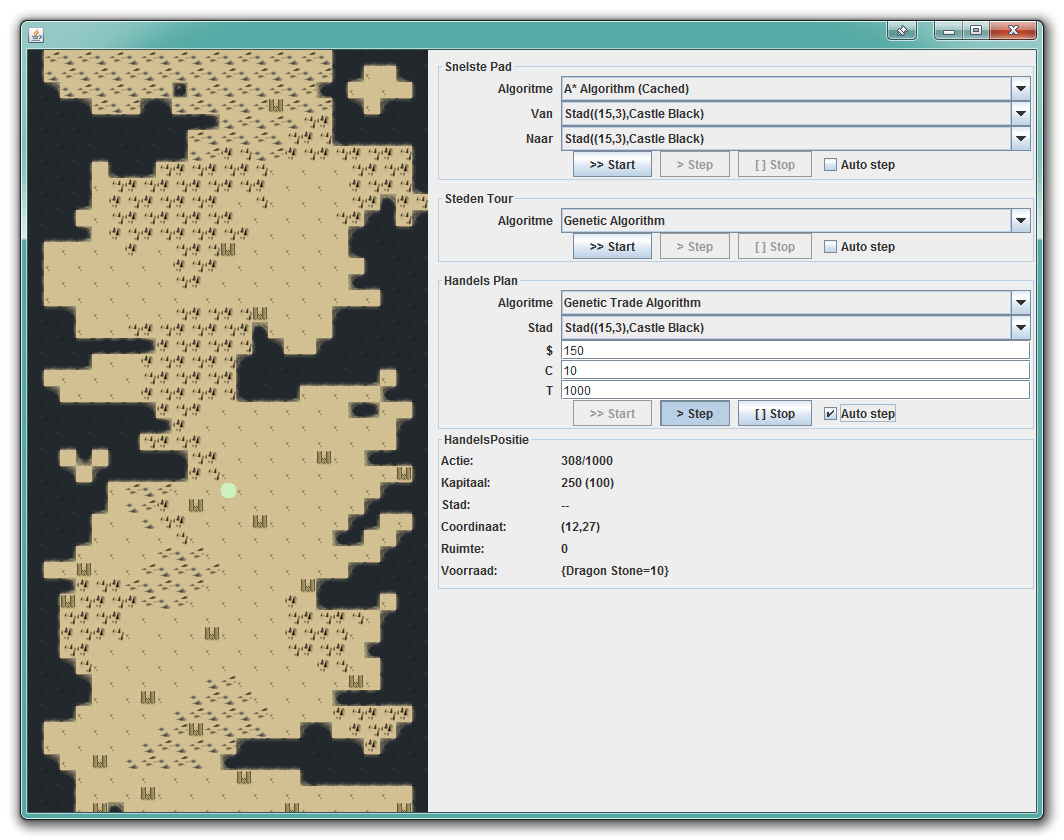 Snelste Pad
Algoritme A* Algorithm (Cached)
Van Stad((15,3),Castle Black)
Naar Stad((15,3),Castle Black)
>> Start > Step [ ] Stop Auto step
Steden Tour
Algoritme Genetic Algorithm
>> Start > Step [ ] Stop Auto step
Handels Plan
Algoritme Genetic Trade Algorithm
Stad Stad((15,3),Castle Black)
$ 150
C 10
T 1000
>> Start > Step [ ] Stop Auto step
HandelsPositie
Actie: 308/1000
Kapitaal: 250 (100)
Stad: --
Coordinaat: (12,27)
Ruimte: 0
Voorraad: {Dragon Stone=10}